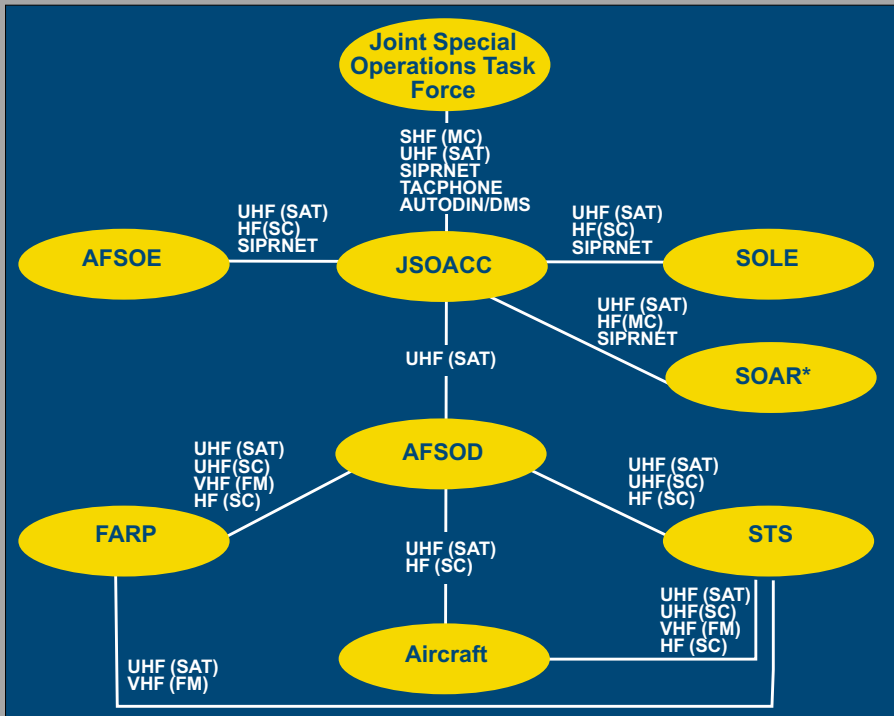 Joint Special
Operations Task
Force
SHF (MC)
UHF (SAT)
SIPRNET
TACPHONE
AUTODIN/DMS
UHF (SAT)
HF(SC)
SIPRNET
UHF (SAT)
HF(SC)
SIPRNET
AFSOE
JSOACC
SOLE
UHF (SAT)
HF(MC)
SIPRNET
UHF (SAT)
SOAR*
AFSOD
UHF (SAT)
UHF(SC)
VHF (FM)
HF (SC)
UHF (SAT)
UHF(SC)
HF (SC)
FARP
STS
UHF (SAT)
HF (SC)
UHF (SAT)
UHF(SC)
VHF (FM)
HF (SC)
Aircraft
UHF (SAT)
VHF (FM)